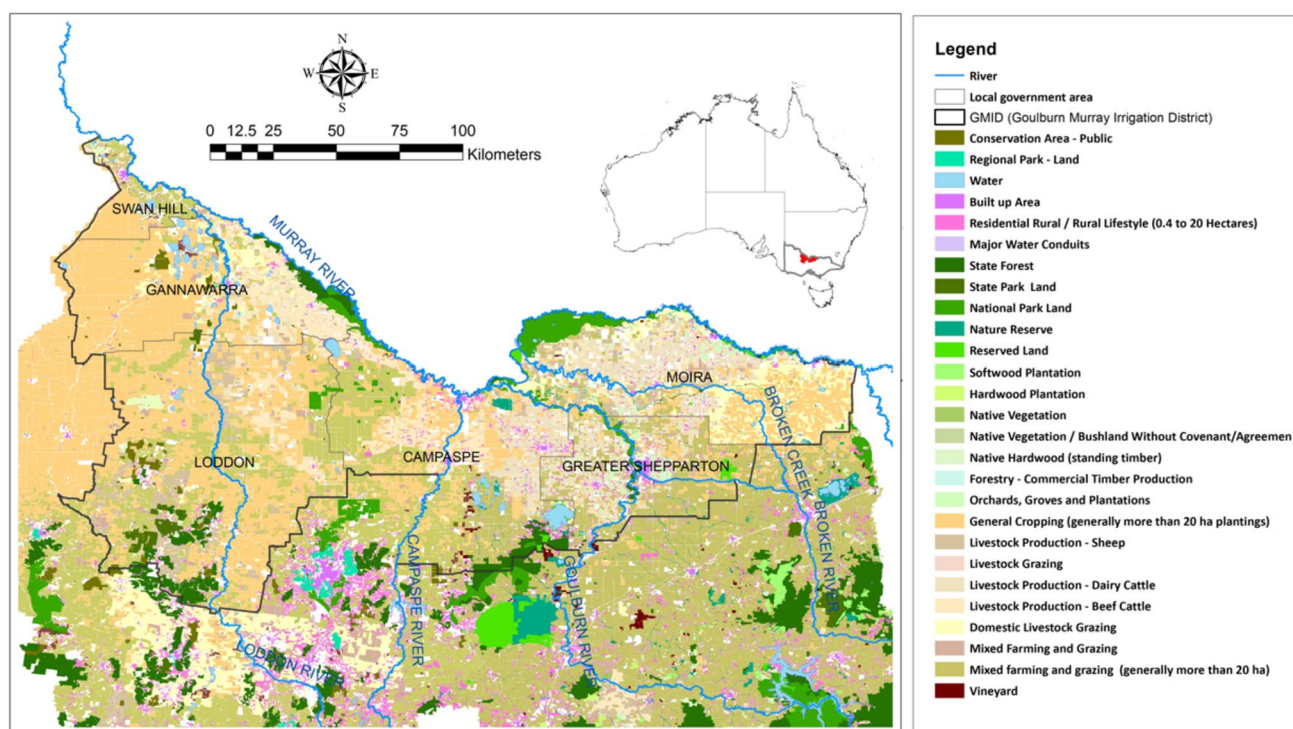 N
W E
S
0 12.5 25 50 75 100
Kilometers
SWAN HILL
MURRAY RIVER
GANNAWARRA
MOIRA
LODDON
CAMPASPE
GREATER SHEPPARTON
BROKEN CREEK
BROKEN RIVER
CAMPASPE RIVER
GOULBURN RIVER
LODDON RIVER
Legend
River
Local government area
GMID (Goulburn Murray Irrigation District)
Conservation Area - Public
Regional Park - Land
Water
Built up Area
Residential Rural / Rural Lifestyle (0.4 to 20 Hectares)
Major Water Conduits
State Forest
State Park Land
National Park Land
Nature Reserve
Reserved Land
Softwood Plantation
Hardwood Plantation
Native Vegetation
Native Vegetation / Bushland Without Covenant/Agreemen
Native Hardwood (standing timber)
Forestry - Commercial Timber Production
Orchards, Groves and Plantations
General Cropping (generally more than 20 ha plantings)
Livestock Production - Sheep
Livestock Grazing
Livestock Production - Dairy Cattle
Livestock Production - Beef Cattle
Domestic Livestock Grazing
Mixed Farming and Grazing
Mixed farming and grazing (generally more than 20 ha)
Vineyard